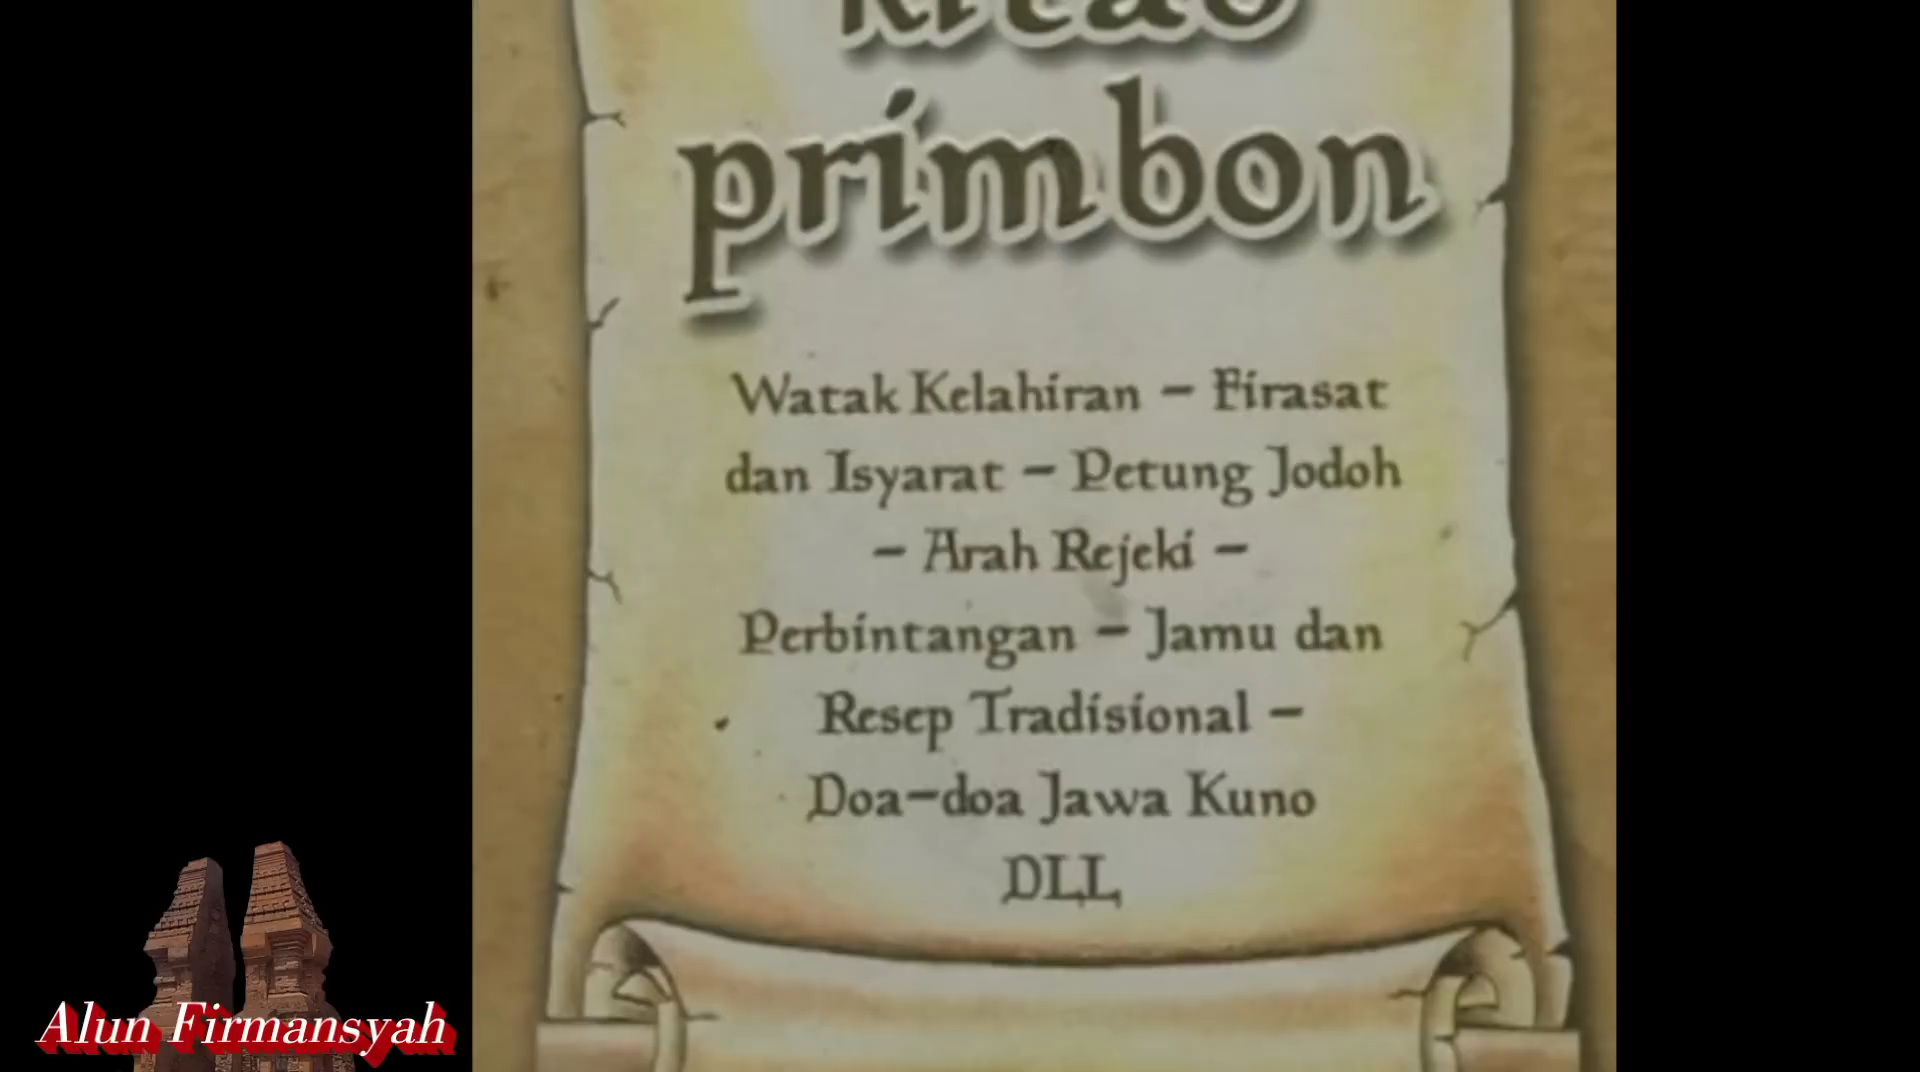 kitab
primbon
Watak Kelahiran – Firasat
dan Isyarat – Petung Jodoh
– Arah Rejeki –
Perbintangan – Jamu dan
Resep Tradisional –
Doa-doa Jawa Kuno
DLL
Alun Firmansyah